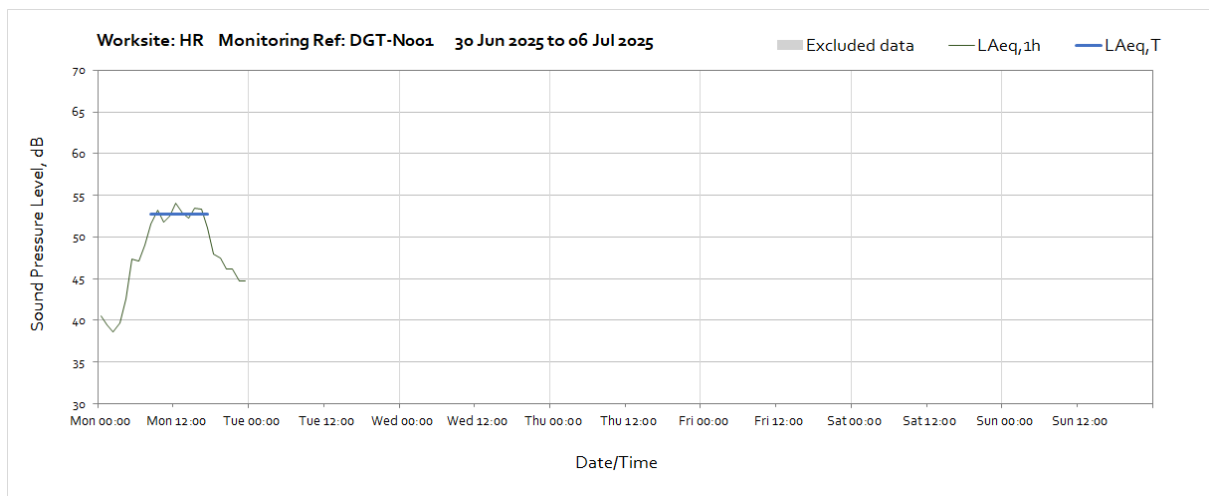 Worksite: HR Monitoring Ref: DGT-N001 30 Jun 2025 to 06 Jul 2025
Excluded data LAeq,1h LAeq,T
Sound Pressure Level, dB
70
65
60
55
50
45
40
35
30
Mon 00:00 Mon 12:00 Tue 00:00 Tue 12:00 Wed 00:00 Wed 12:00 Thu 00:00 Thu 12:00 Fri 00:00 Fri 12:00 Sat 00:00 Sat 12:00 Sun 00:00 Sun 12:00
Date/Time